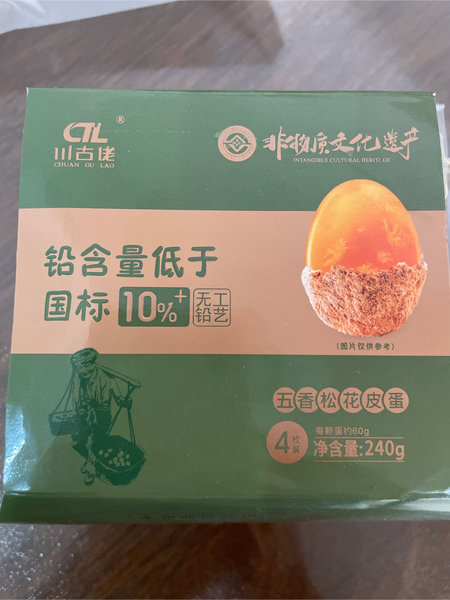 CTL®
川古佬
CHUAN GU LAO
非物质文化遗产
INTANGIBLE CULTURAL HERITAGE
铅含量低于
国标10%+无铅工艺
(图片仅供参考)
五香松花皮蛋
4枚装
每颗蛋约60g
净含量:240g